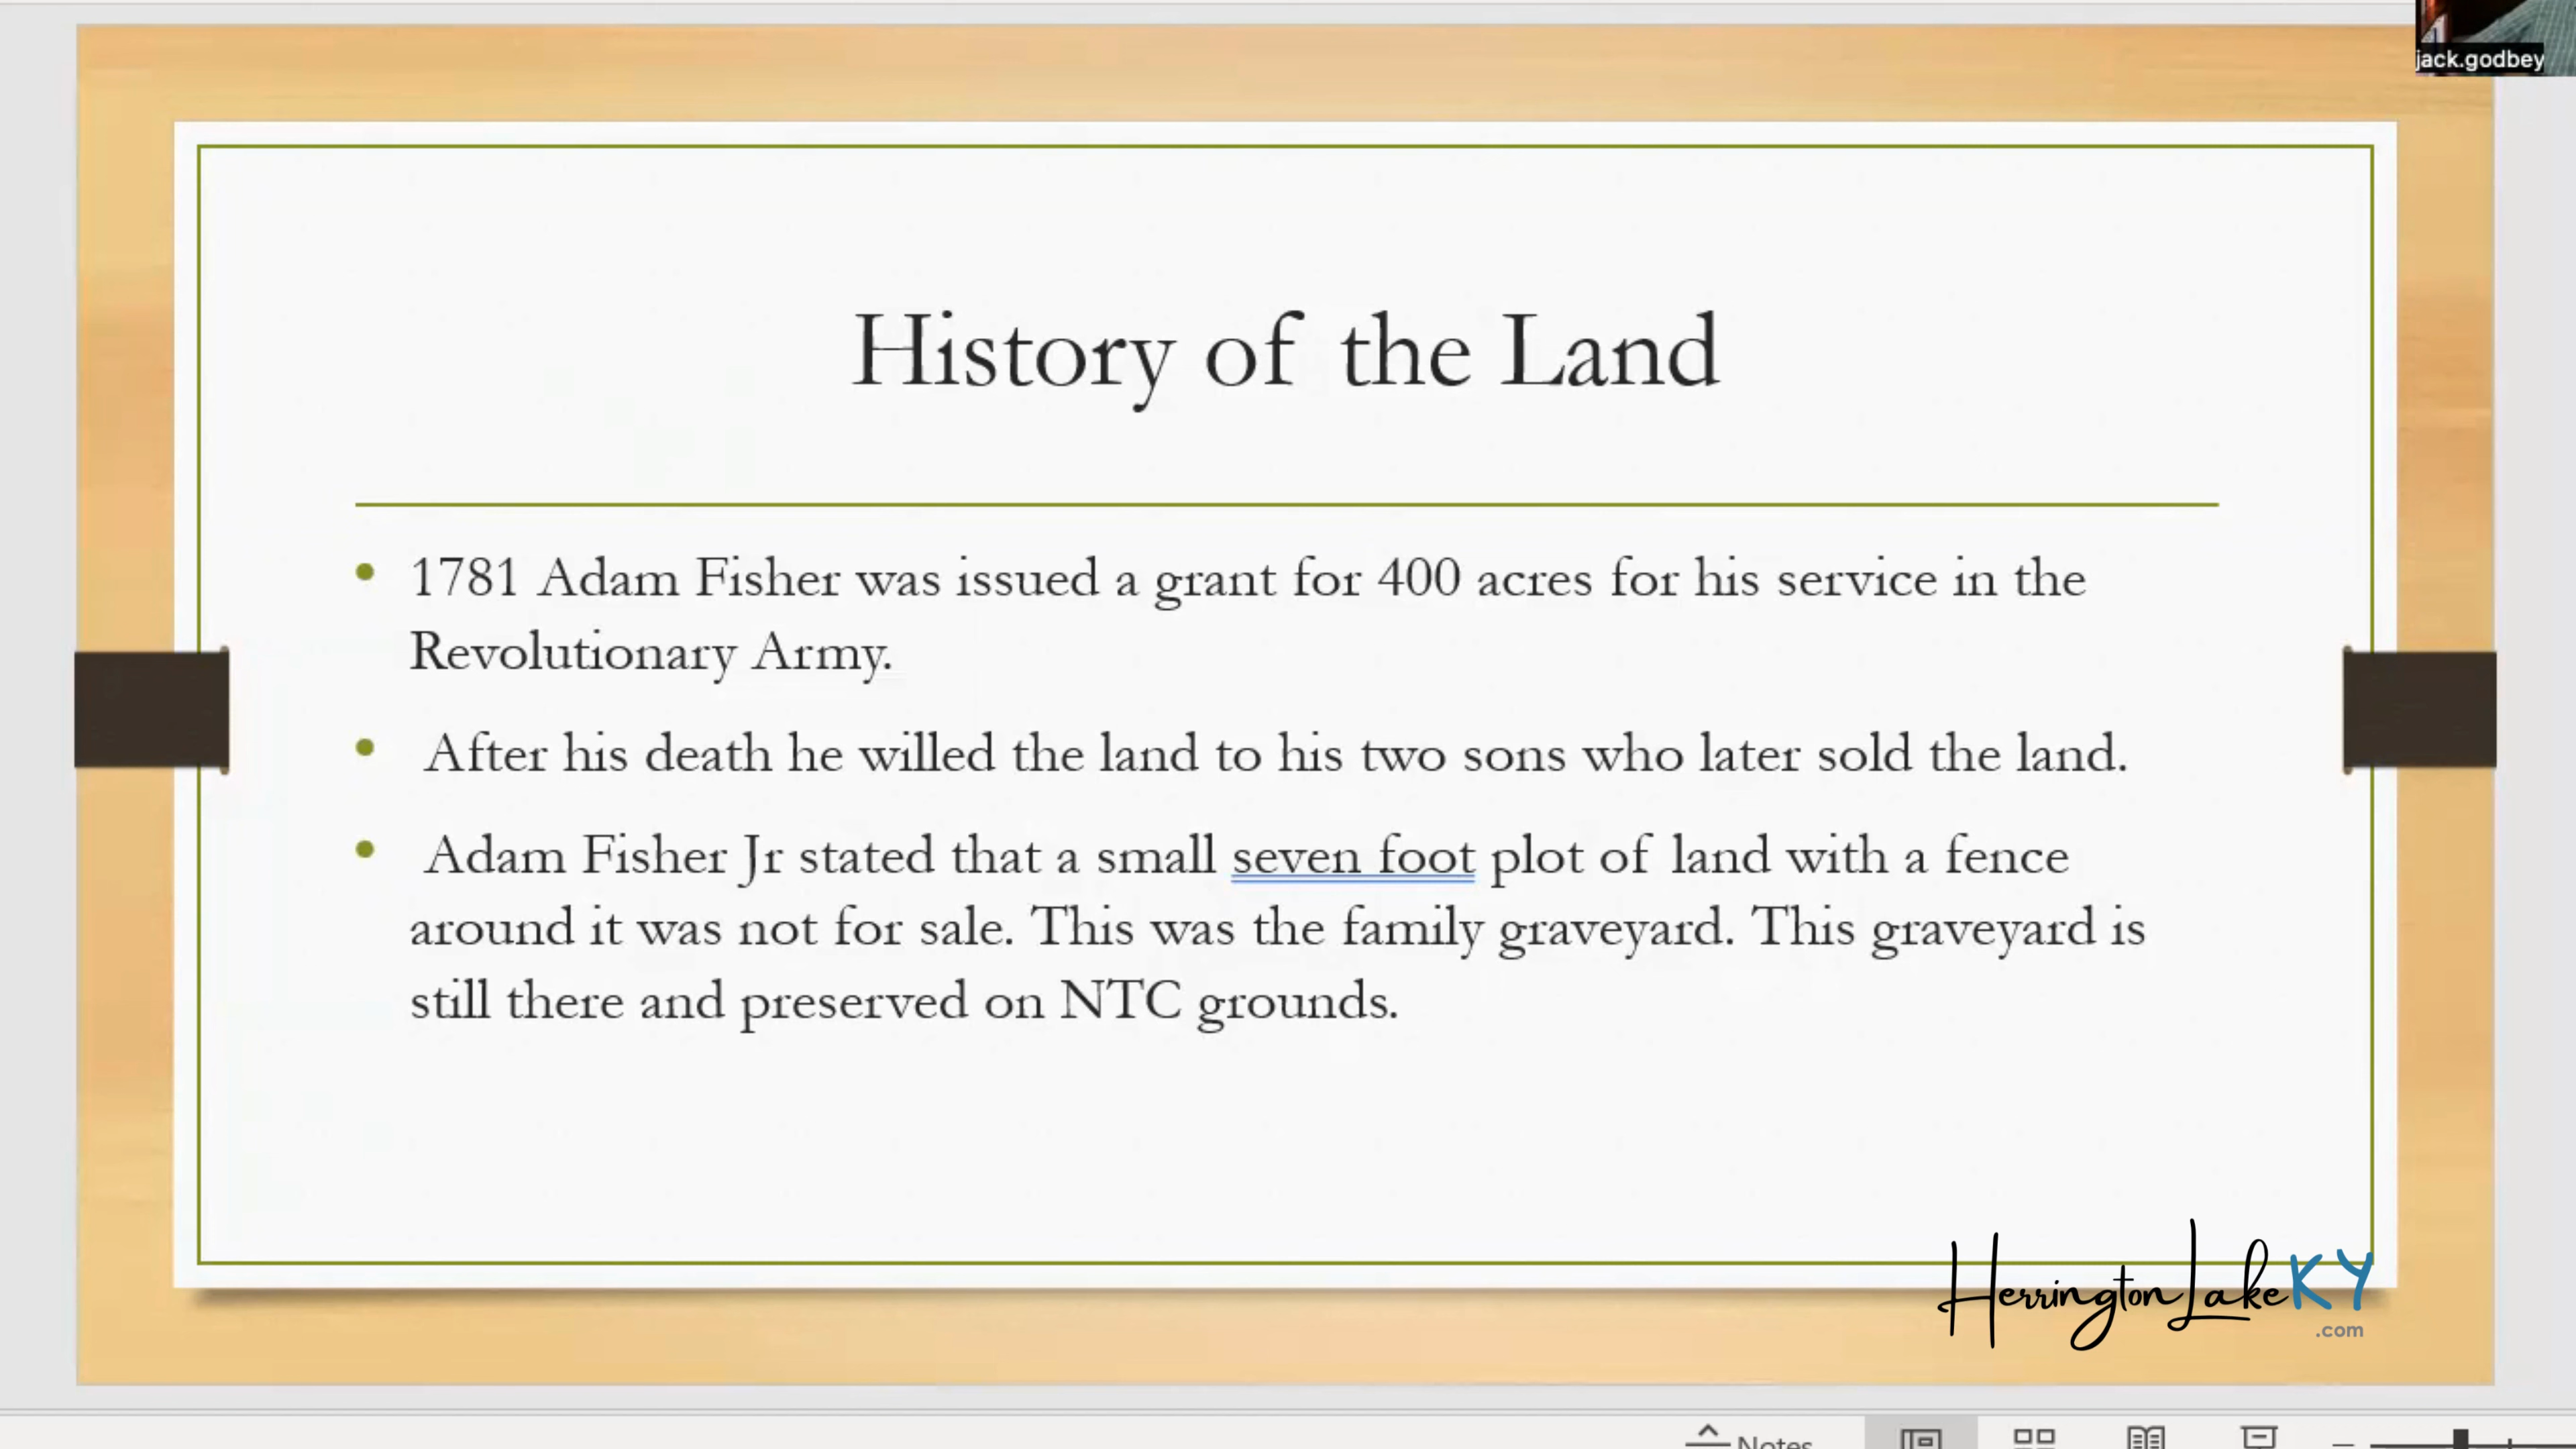 jack.godbey
History of the Land
• 1781 Adam Fisher was issued a grant for 400 acres for his service in the
Revolutionary Army.
• After his death he willed the land to his two sons who later sold the land.
• Adam Fisher Jr stated that a small seven foot plot of land with a fence
around it was not for sale. This was the family graveyard. This graveyard is
still there and preserved on NTC grounds.
HerringtonLakeKY
.com
Notes